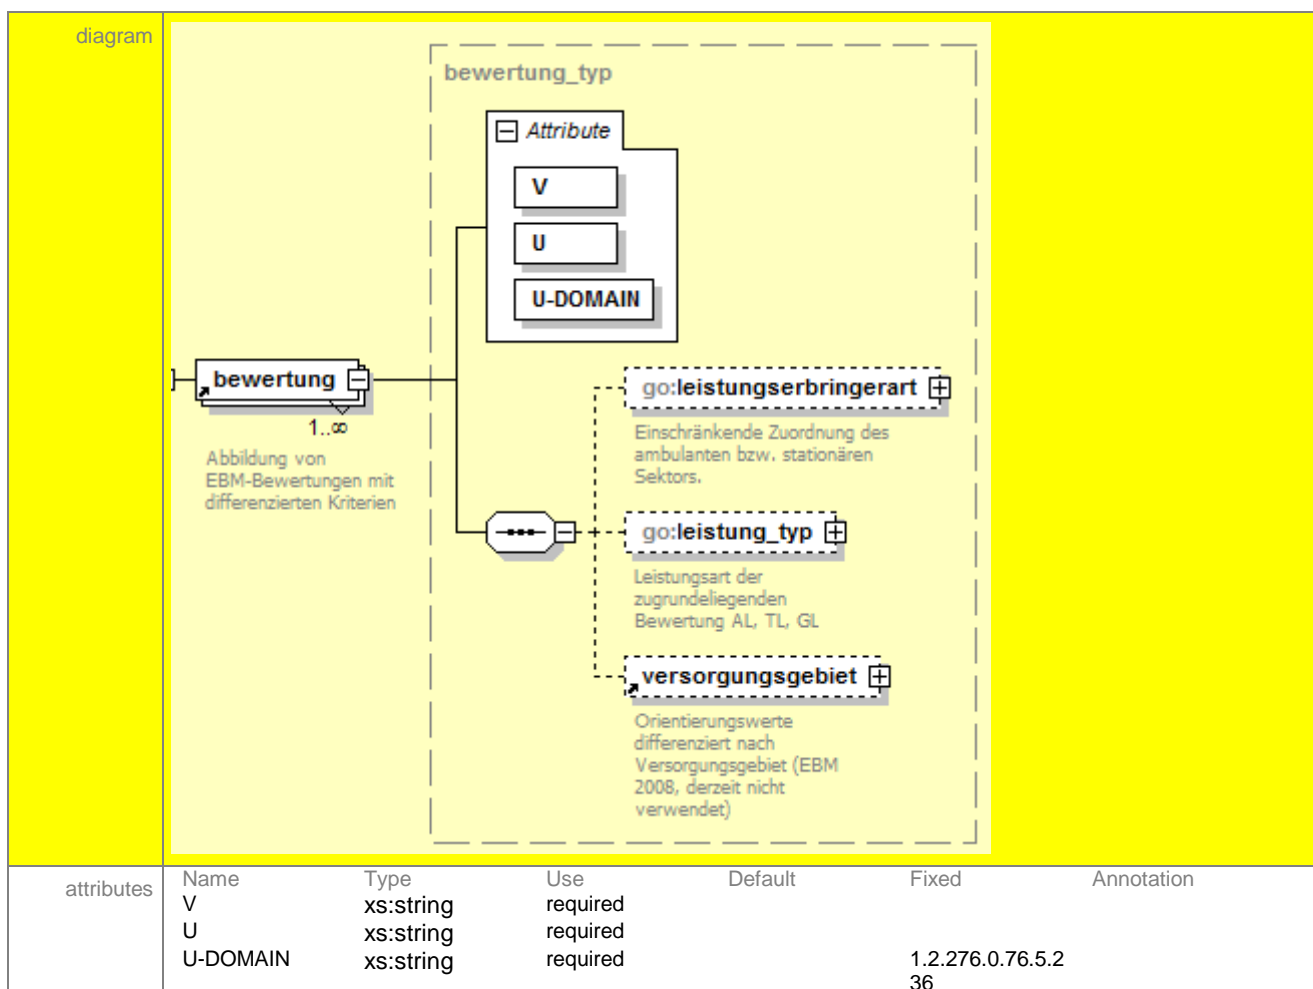 diagram
bewertung_typ
Attribute
V
U
U-DOMAIN
bewertung
1..∞
Abbildung von
EBM-Bewertungen mit
differenzierten Kriterien
go:leistungserbringerart
Einschränkende Zuordnung des
ambulanten bzw. stationären
Sektors.
go:leistung_typ
Leistungsart der
zugrundeliegenden
Bewertung AL, TL, GL
versorgungsgebiet
Orientierungswerte
differenziert nach
Versorgungsgebiet (EBM
2008, derzeit nicht
verwendet)
attributes
Name Type Use Default Fixed Annotation
V xs:string required
U xs:string required
U-DOMAIN xs:string required 1.2.276.0.76.5.2
36